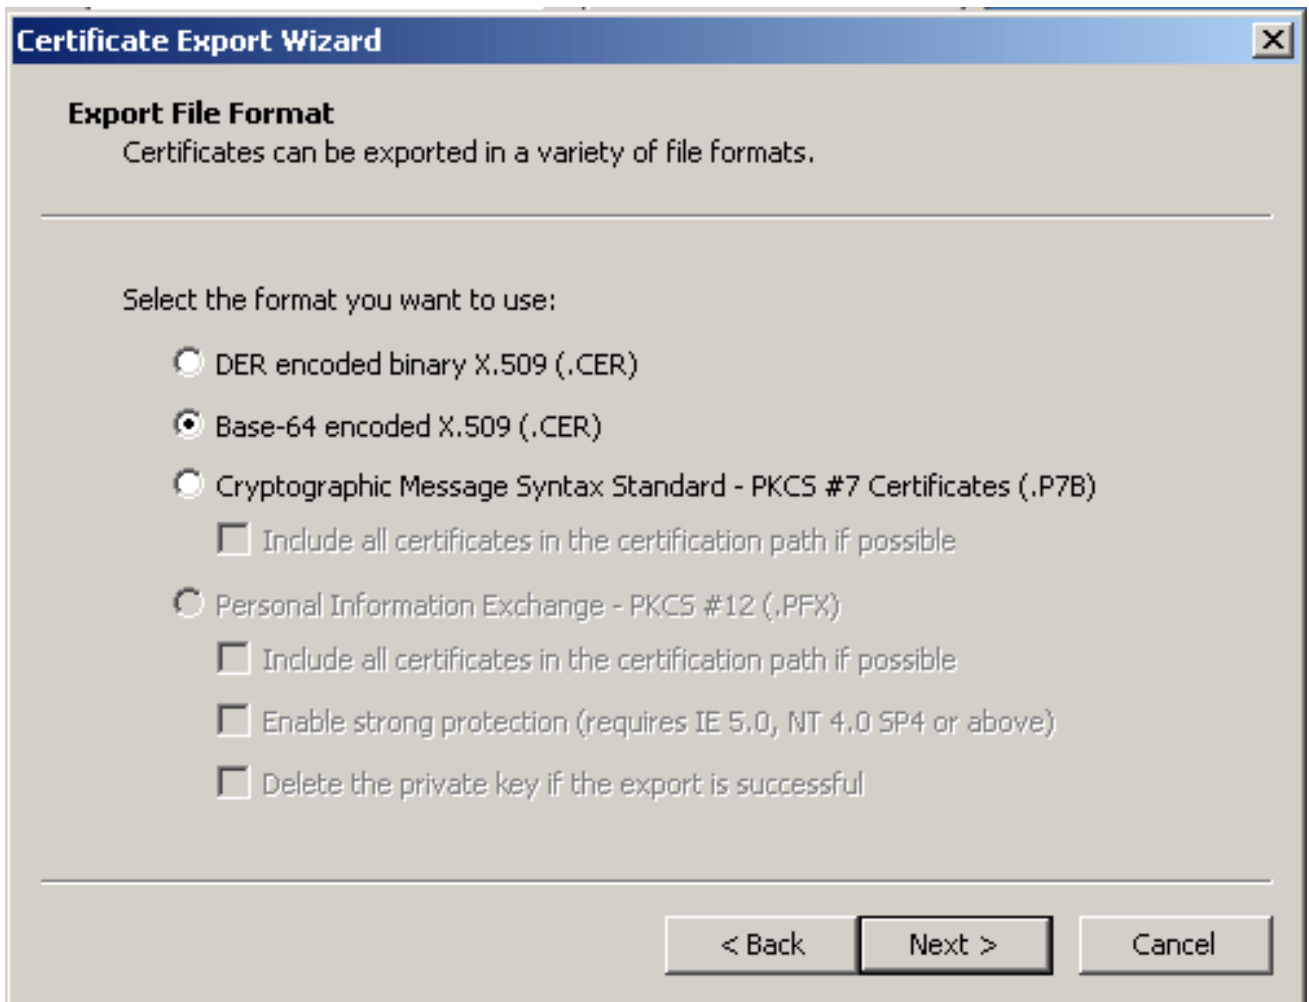 Certificate Export Wizard
Export File Format
Certificates can be exported in a variety of file formats.
Select the format you want to use:
DER encoded binary X.509 (.CER)
Base-64 encoded X.509 (.CER)
Cryptographic Message Syntax Standard - PKCS #7 Certificates (.P7B)
Include all certificates in the certification path if possible
Personal Information Exchange - PKCS #12 (.PFX)
Include all certificates in the certification path if possible
Enable strong protection (requires IE 5.0, NT 4.0 SP4 or above)
Delete the private key if the export is successful
< Back Next > Cancel